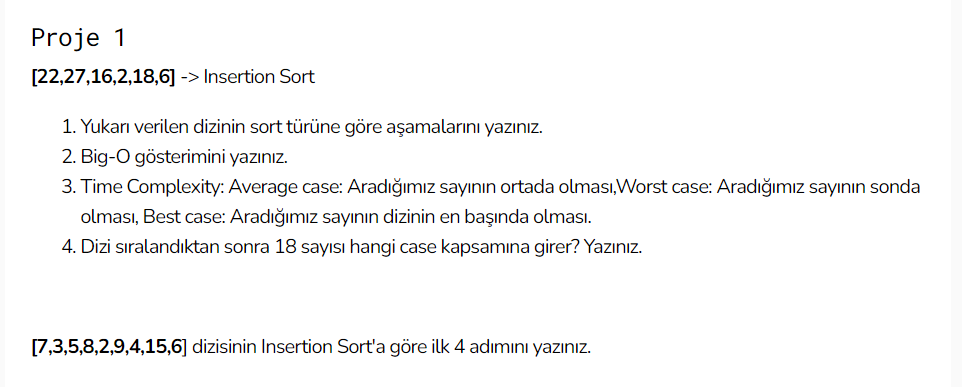 Proje 1
[22,27,16,2,18,6] -> Insertion Sort
1. Yukarı verilen dizinin sort türüne göre aşamalarını yazınız.
2. Big-O gösterimini yazınız.
3. Time Complexity: Average case: Aradığımız sayının ortada olması,Worst case: Aradığımız sayının sonda
olması, Best case: Aradığımız sayının dizinin en başında olması.
4. Dizi sıralandıktan sonra 18 sayısı hangi case kapsamına girer? Yazınız.
[7,3,5,8,2,9,4,15,6] dizisinin Insertion Sort'a göre ilk 4 adımını yazınız.